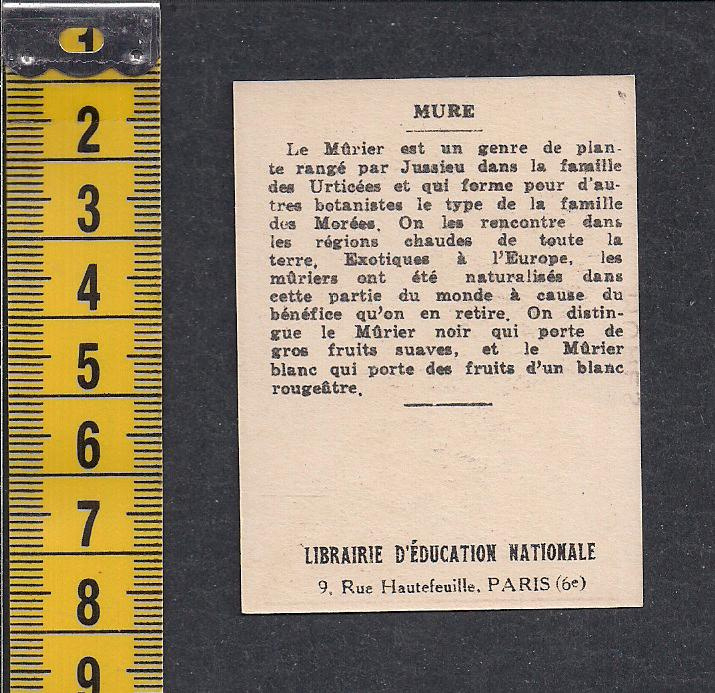 1
2
3
4
5
6
7
8
9
MURE
Le Mûrier est un genre de plan-
te rangé par Jussieu dans la famille
des Urticées et qui forme pour d'au-
tres botanistes le type de la famille
des Morées. On les rencontre dans
les régions chaudes de toute la
terre. Exotiques à l'Europe, les
mûriers ont été naturalisés dans
cette partie du monde à cause du
bénéfice qu'on en retire. On distin-
gue le Mûrier noir qui porte de
gros fruits suaves, et le Mûrier
blanc qui porte des fruits d'un blanc
rougeâtre.
LIBRAIRIE D'ÉDUCATION NATIONALE
9, Rue Hautefeuille, PARIS (6e)